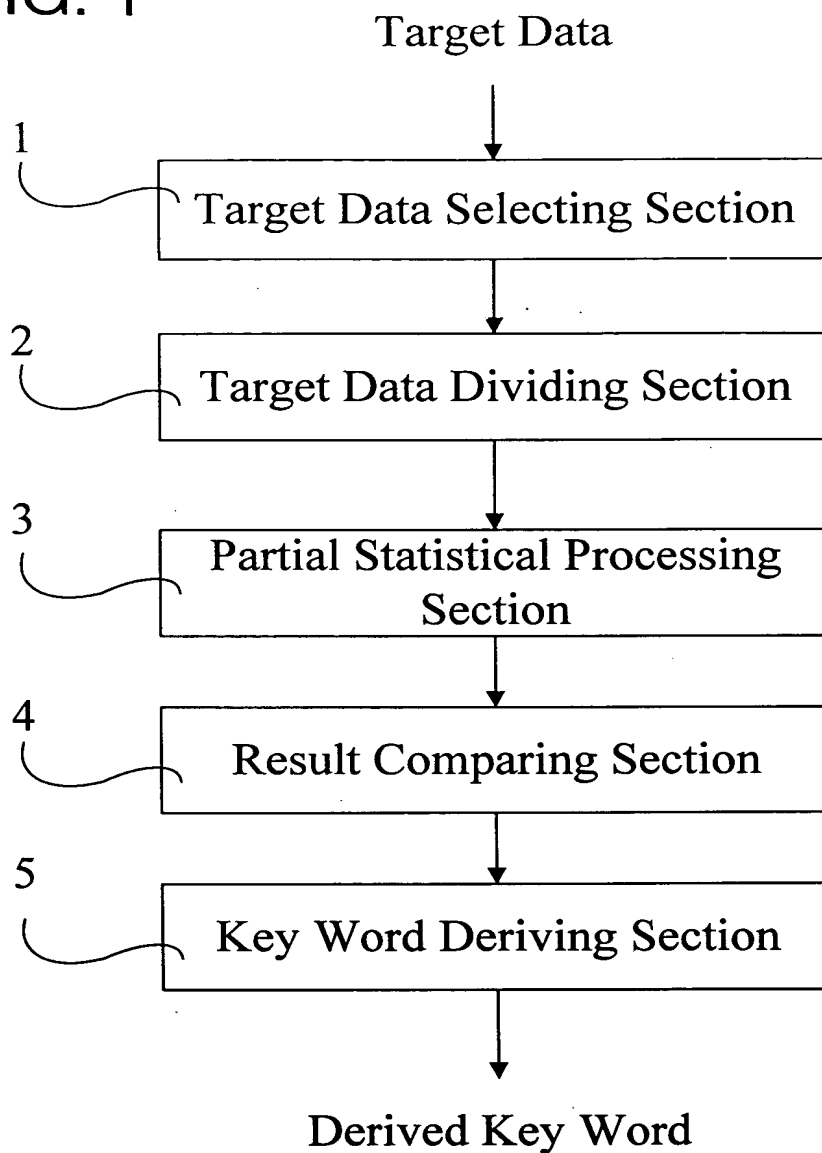 Target Data
1
Target Data Selecting Section
2
Target Data Dividing Section
3
Partial Statistical Processing
Section
4
Result Comparing Section
5
Key Word Deriving Section
Derived Key Word